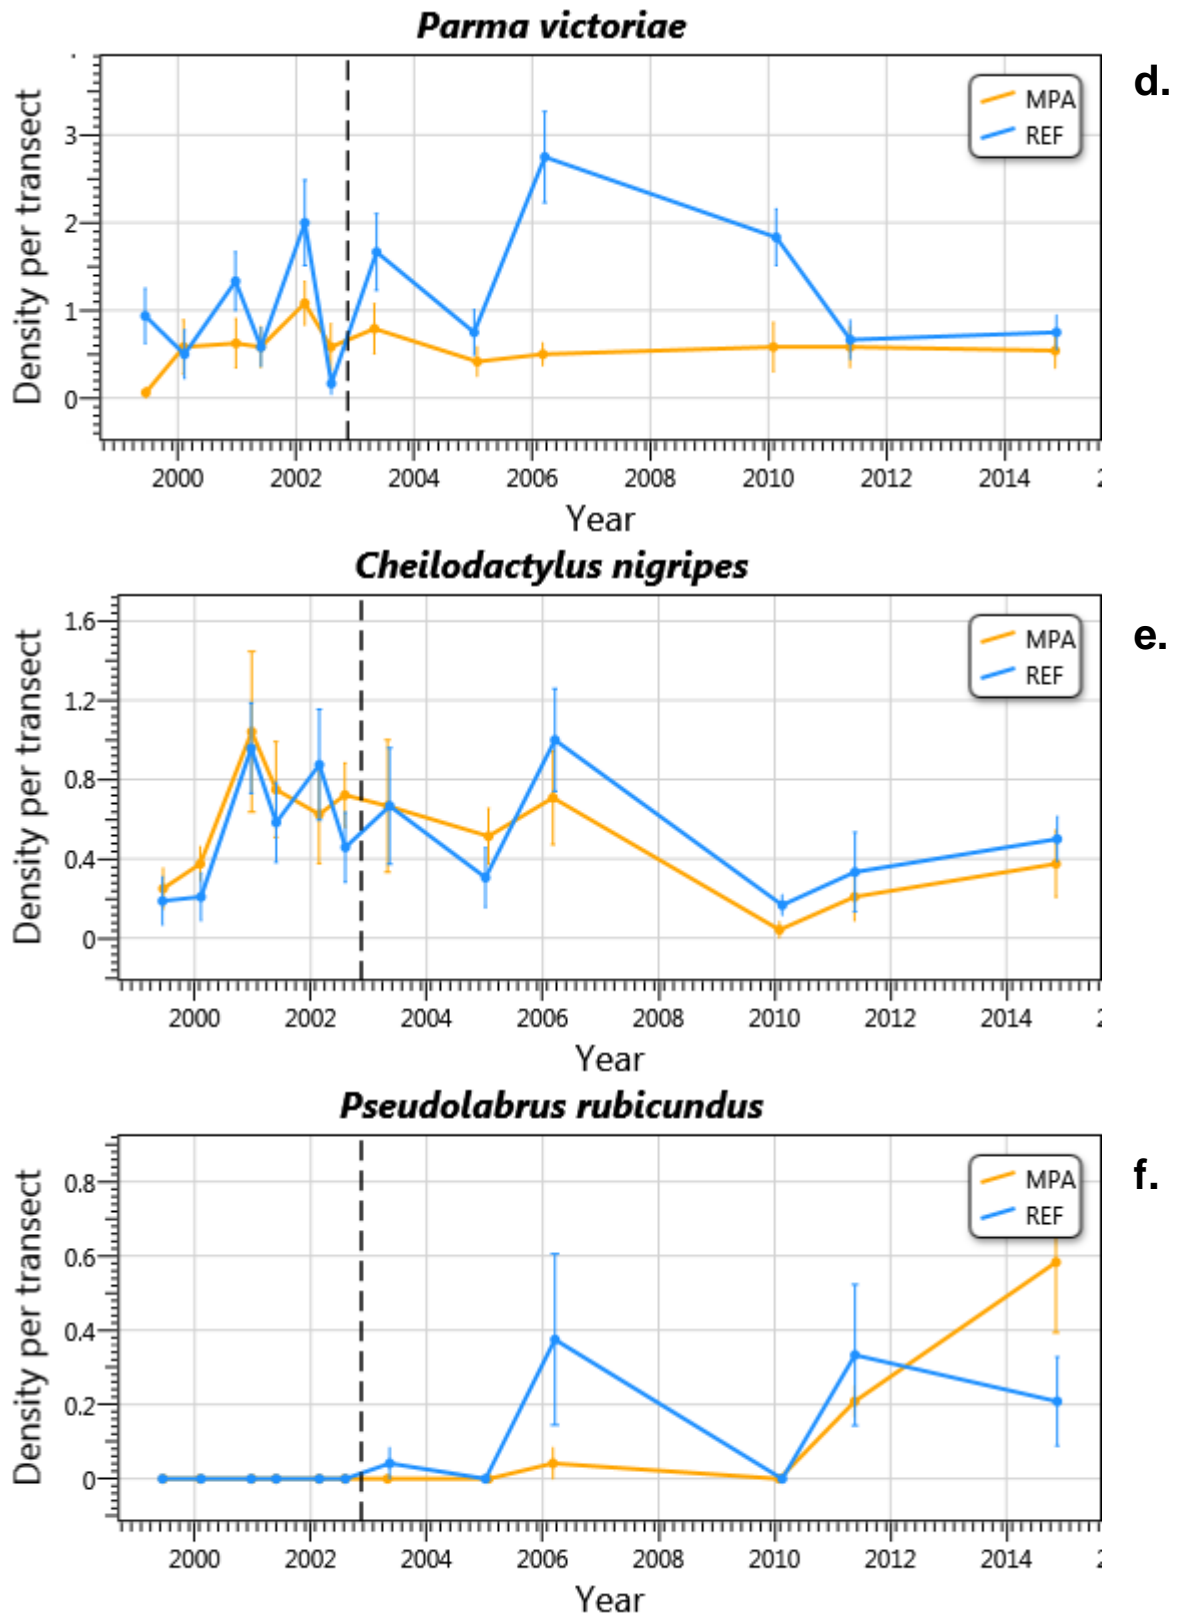 Parma victoriae
d.
MPA
REF
Density per transect
3
2
1
0
2000 2002 2004 2006 2008 2010 2012 2014
Year
Cheilodactylus nigripes
e.
MPA
REF
Density per transect
1.6
1.2
0.8
0.4
0
2000 2002 2004 2006 2008 2010 2012 2014
Year
Pseudolabrus rubicundus
f.
MPA
REF
Density per transect
0.8
0.6
0.4
0.2
0
2000 2002 2004 2006 2008 2010 2012 2014
Year